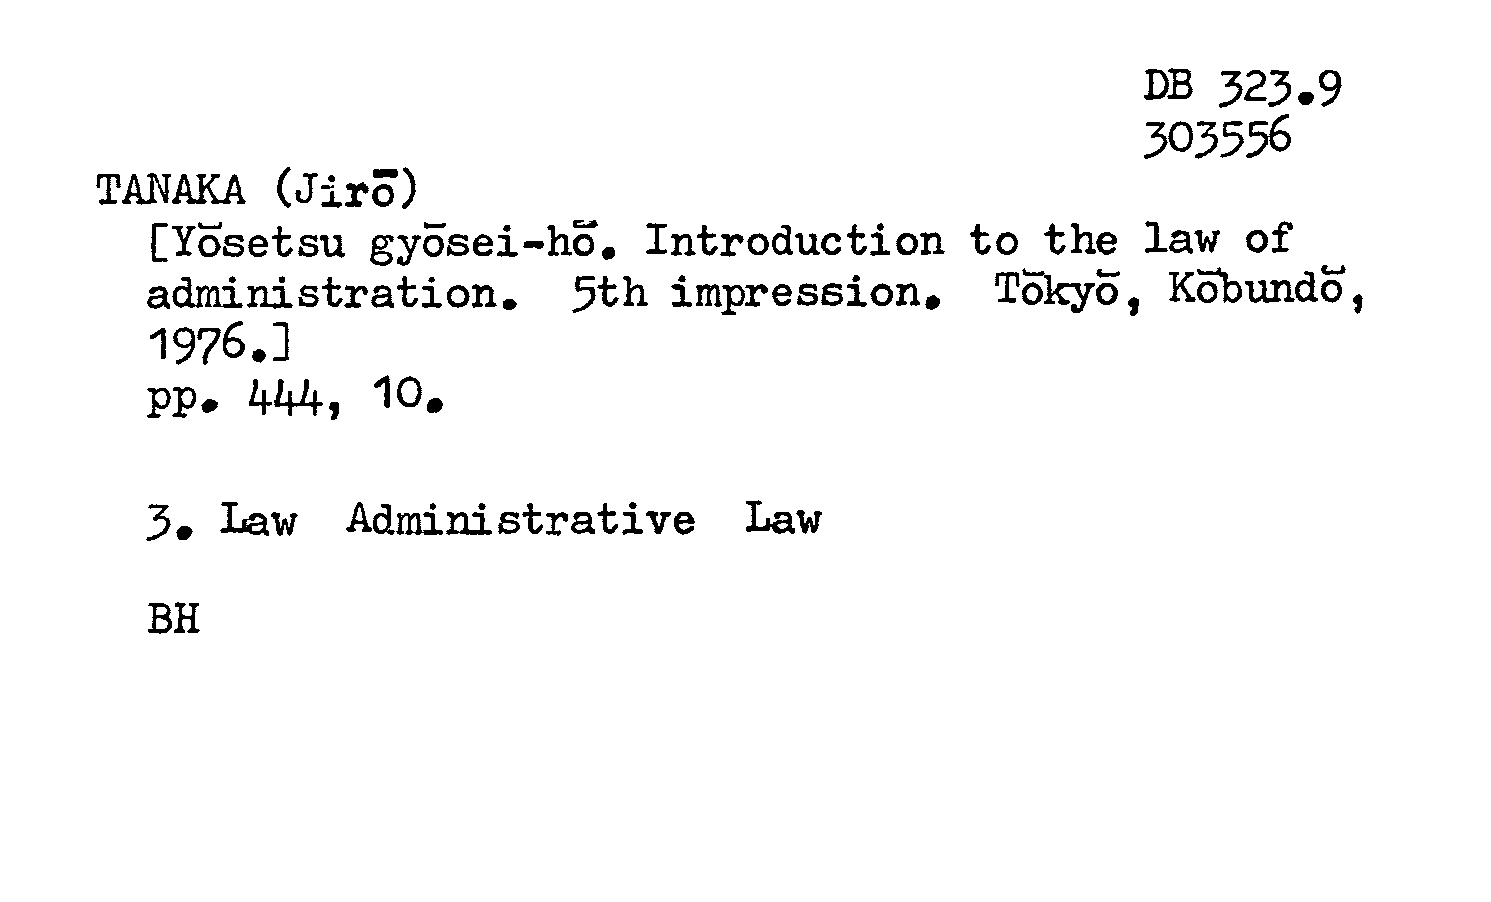 DB 323.9
303556
TANAKA (Jirō)
[Yōsetsu gyōsei-hō. Introduction to the law of
administration. 5th impression. Tōkyō, Kōbundō,
1976.]
pp. 444, 10.
3. Law Administrative Law
BH